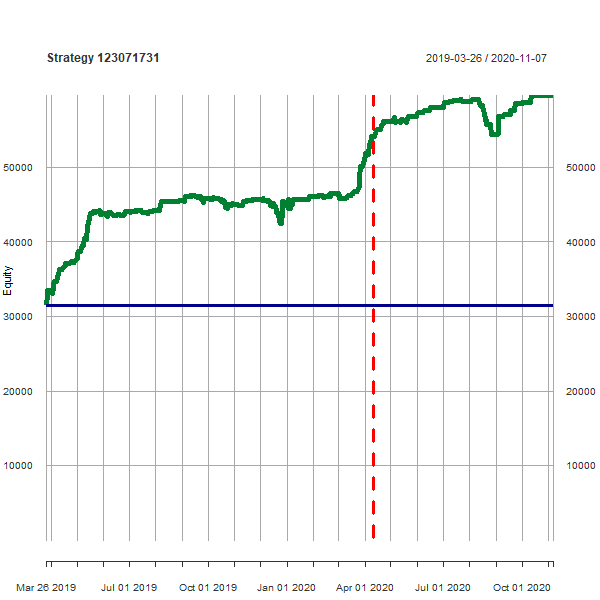 Strategy 123071731
2019-03-26 / 2020-11-07
50000
50000
40000
40000
Equity
30000
30000
20000
20000
10000
10000
Mar 26 2019
Jul 01 2019
Oct 01 2019
Jan 01 2020
Apr 01 2020
Jul 01 2020
Oct 01 2020